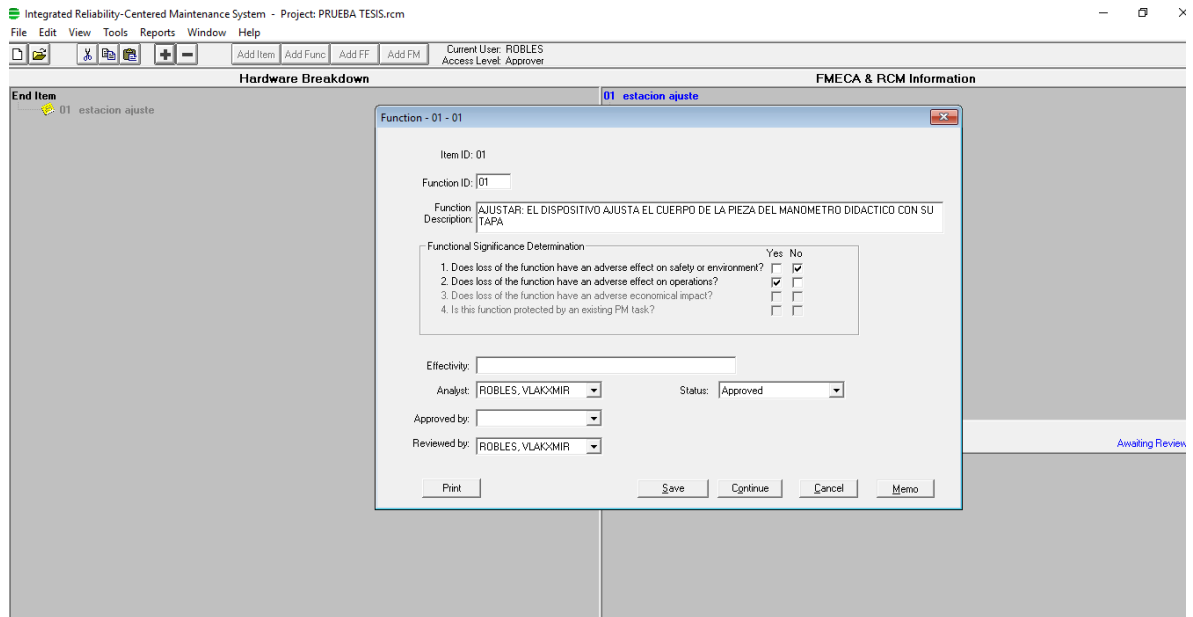 Integrated Reliability-Centered Maintenance System - Project: PRUEBA TESIS.rcm
File Edit View Tools Reports Window Help
Add Item Add Func Add FF Add FM
Current User: ROBLES
Access Level: Approver
Hardware Breakdown
FMECA & RCM Information
End Item
01 estacion ajuste
01 estacion ajuste
Function - 01 - 01
Item ID: 01
Function ID: 01
Function Description: AJUSTAR: EL DISPOSITIVO AJUSTA EL CUERPO DE LA PIEZA DEL MANOMETRO DIDACTICO CON SU
TAPA
Functional Significance Determination
Yes No
1. Does loss of the function have an adverse effect on safety or environment?
2. Does loss of the function have an adverse effect on operations?
3. Does loss of the function have an adverse economical impact?
4. Is this function protected by an existing PM task?
Effectivity:
Analyst: ROBLES, VLAKXMIR
Status: Approved
Approved by:
Reviewed by: ROBLES, VLAKXMIR
Awaiting Review
Print Save Continue Cancel Memo